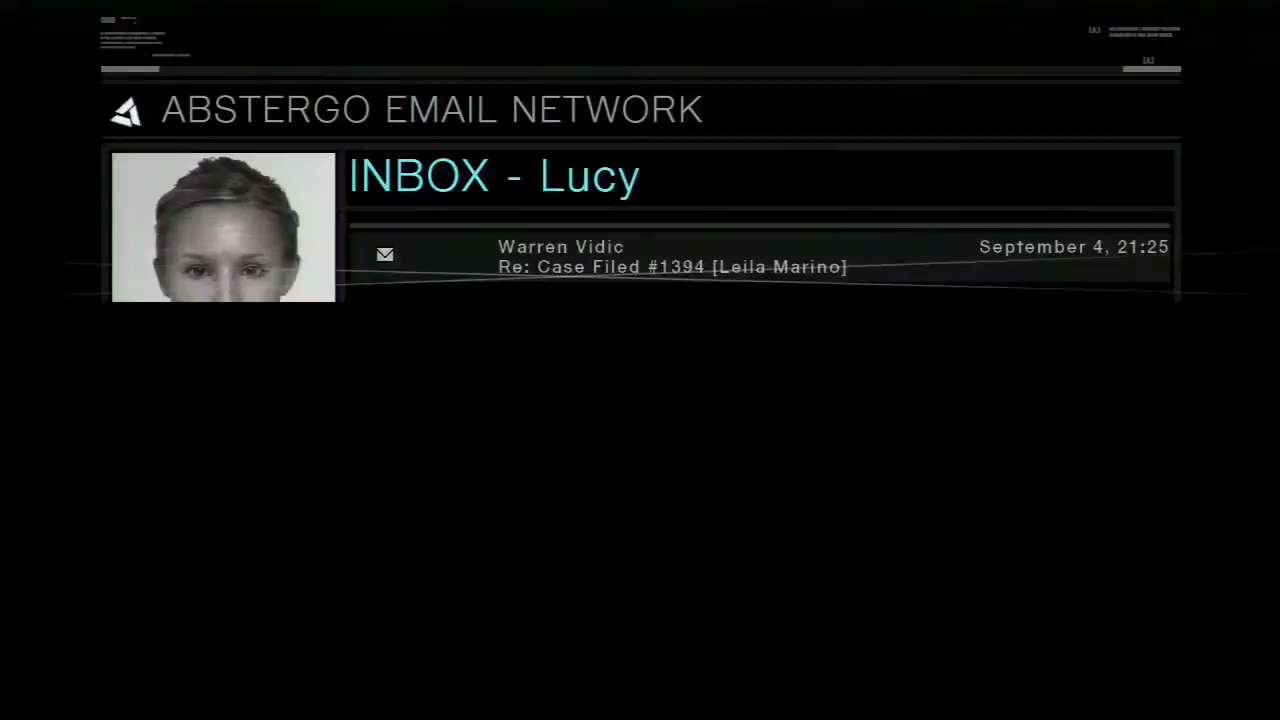 ABSTERGO EMAIL NETWORK
INBOX - Lucy
Warren Vidic
September 4, 21:25
Re: Case Filed #1394 [Leila Marino]